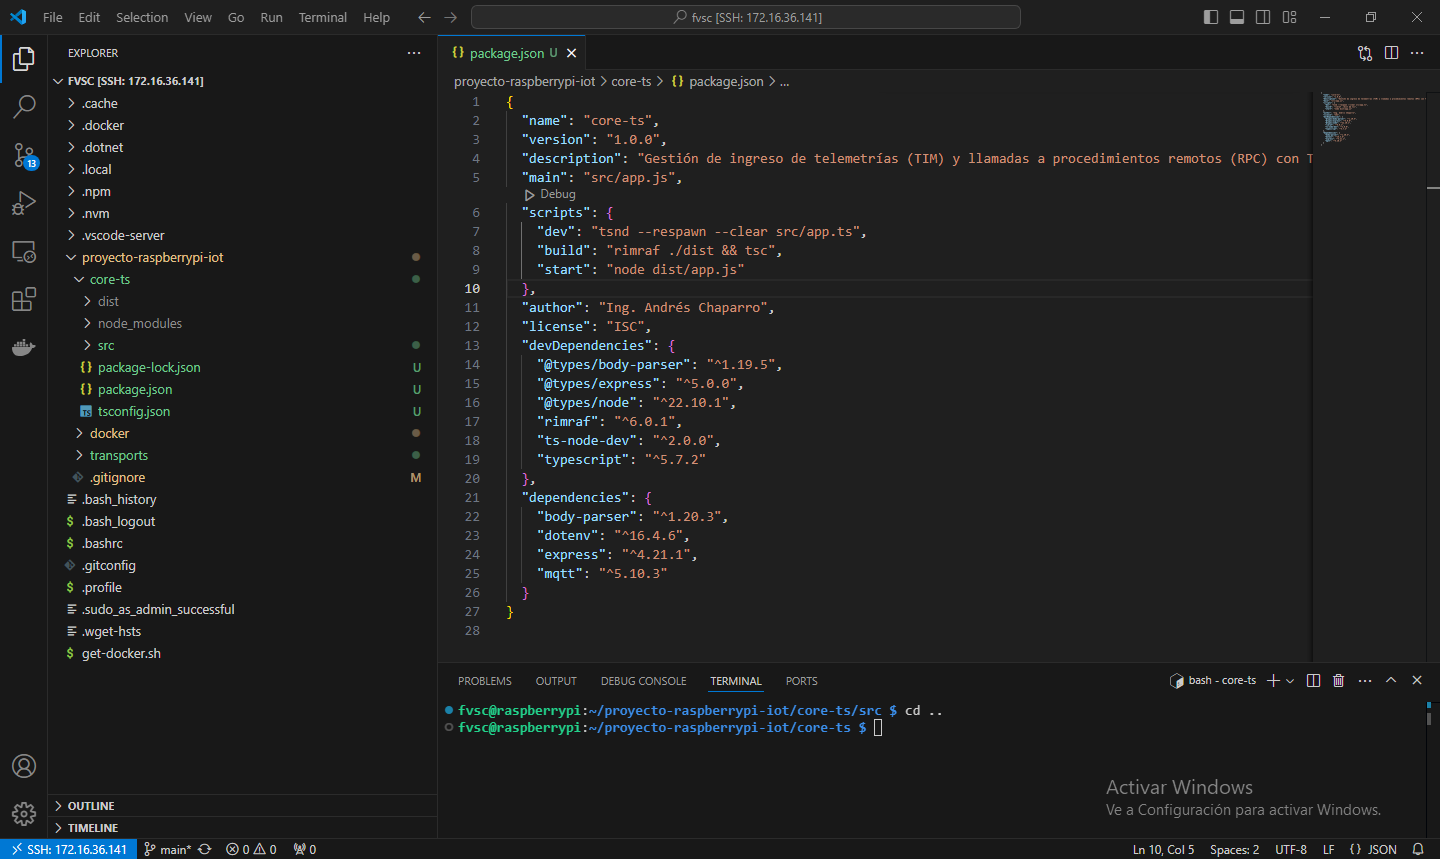 File Edit Selection View Go Run Terminal Help
fvsc [SSH: 172.16.36.141]
EXPLORER
FVSC [SSH: 172.16.36.141]
.cache
.docker
.dotnet
.local
.npm
.nvm
.vscode-server
proyecto-raspberrypi-iot
core-ts
dist
node_modules
src
{} package-lock.json U
{} package.json U
TS tsconfig.json U
docker
transports
.gitignore M
.bash_history
$ .bash_logout
$ .bashrc
.gitconfig
$ .profile
.sudo_as_admin_successful
.wget-hsts
$ get-docker.sh
OUTLINE
TIMELINE
13
{} package.json U
proyecto-raspberrypi-iot > core-ts > {} package.json > ...
1 {
2 "name": "core-ts",
3 "version": "1.0.0",
4 "description": "Gestión de ingreso de telemetrías (TIM) y llamadas a procedimientos remotos (RPC) con T
5 "main": "src/app.js",
Debug
6 "scripts": {
7 "dev": "tsnd --respawn --clear src/app.ts",
8 "build": "rimraf ./dist && tsc",
9 "start": "node dist/app.js"
10 },
11 "author": "Ing. Andrés Chaparro",
12 "license": "ISC",
13 "devDependencies": {
14 "@types/body-parser": "^1.19.5",
15 "@types/express": "^5.0.0",
16 "@types/node": "^22.10.1",
17 "rimraf": "^6.0.1",
18 "ts-node-dev": "^2.0.0",
19 "typescript": "^5.7.2"
20 },
21 "dependencies": {
22 "body-parser": "^1.20.3",
23 "dotenv": "^16.4.6",
24 "express": "^4.21.1",
25 "mqtt": "^5.10.3"
26 }
27 }
28
PROBLEMS OUTPUT DEBUG CONSOLE TERMINAL PORTS
bash - core-ts
fvsc@raspberrypi:~/proyecto-raspberrypi-iot/core-ts/src $ cd ..
fvsc@raspberrypi:~/proyecto-raspberrypi-iot/core-ts $
Activar Windows
Ve a Configuración para activar Windows.
SSH: 172.16.36.141 main* 0 0 0
Ln 10, Col 5 Spaces: 2 UTF-8 LF {} JSON